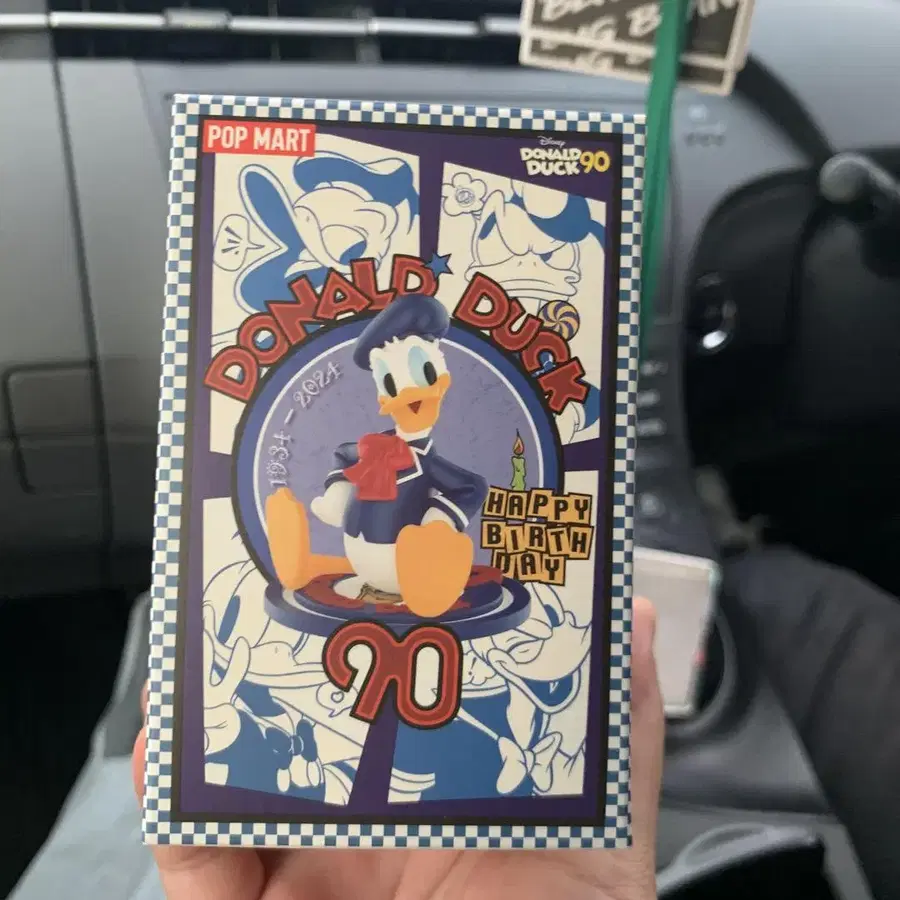 POP MART
Disney
DONALD
DUCK 90
DONALD DUCK
1934 - 2024
HAPPY
BIRTH
DAY
90